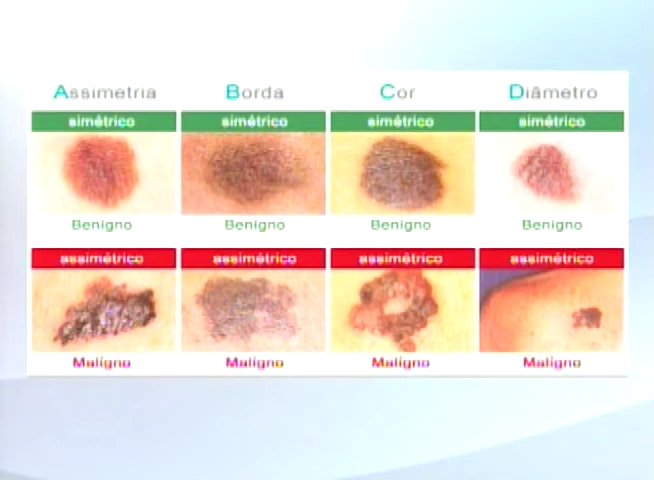 Assimetria Borda Cor Diâmetro
simétrico simétrico simétrico simétrico
Benigno Benigno Benigno Benigno
assimétrico assimétrico assimétrico assimétrico
Maligno Maligno Maligno Maligno